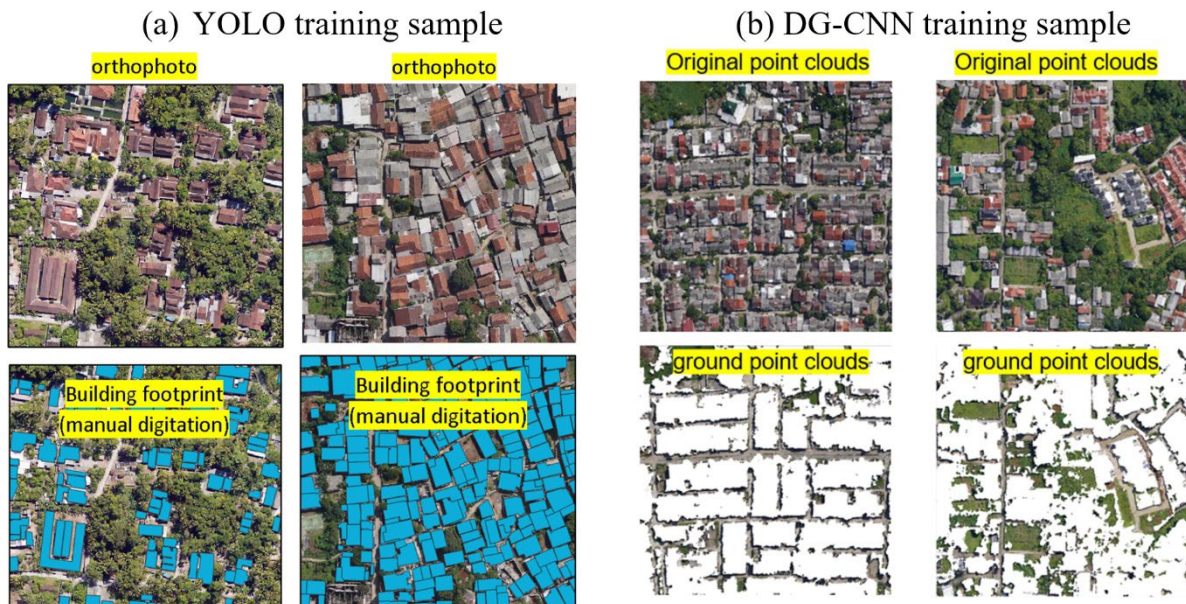 (a) YOLO training sample
orthophoto
orthophoto
Building footprint
(manual digitation)
Building footprint
(manual digitation)
(b) DG-CNN training sample
Original point clouds
Original point clouds
ground point clouds
ground point clouds